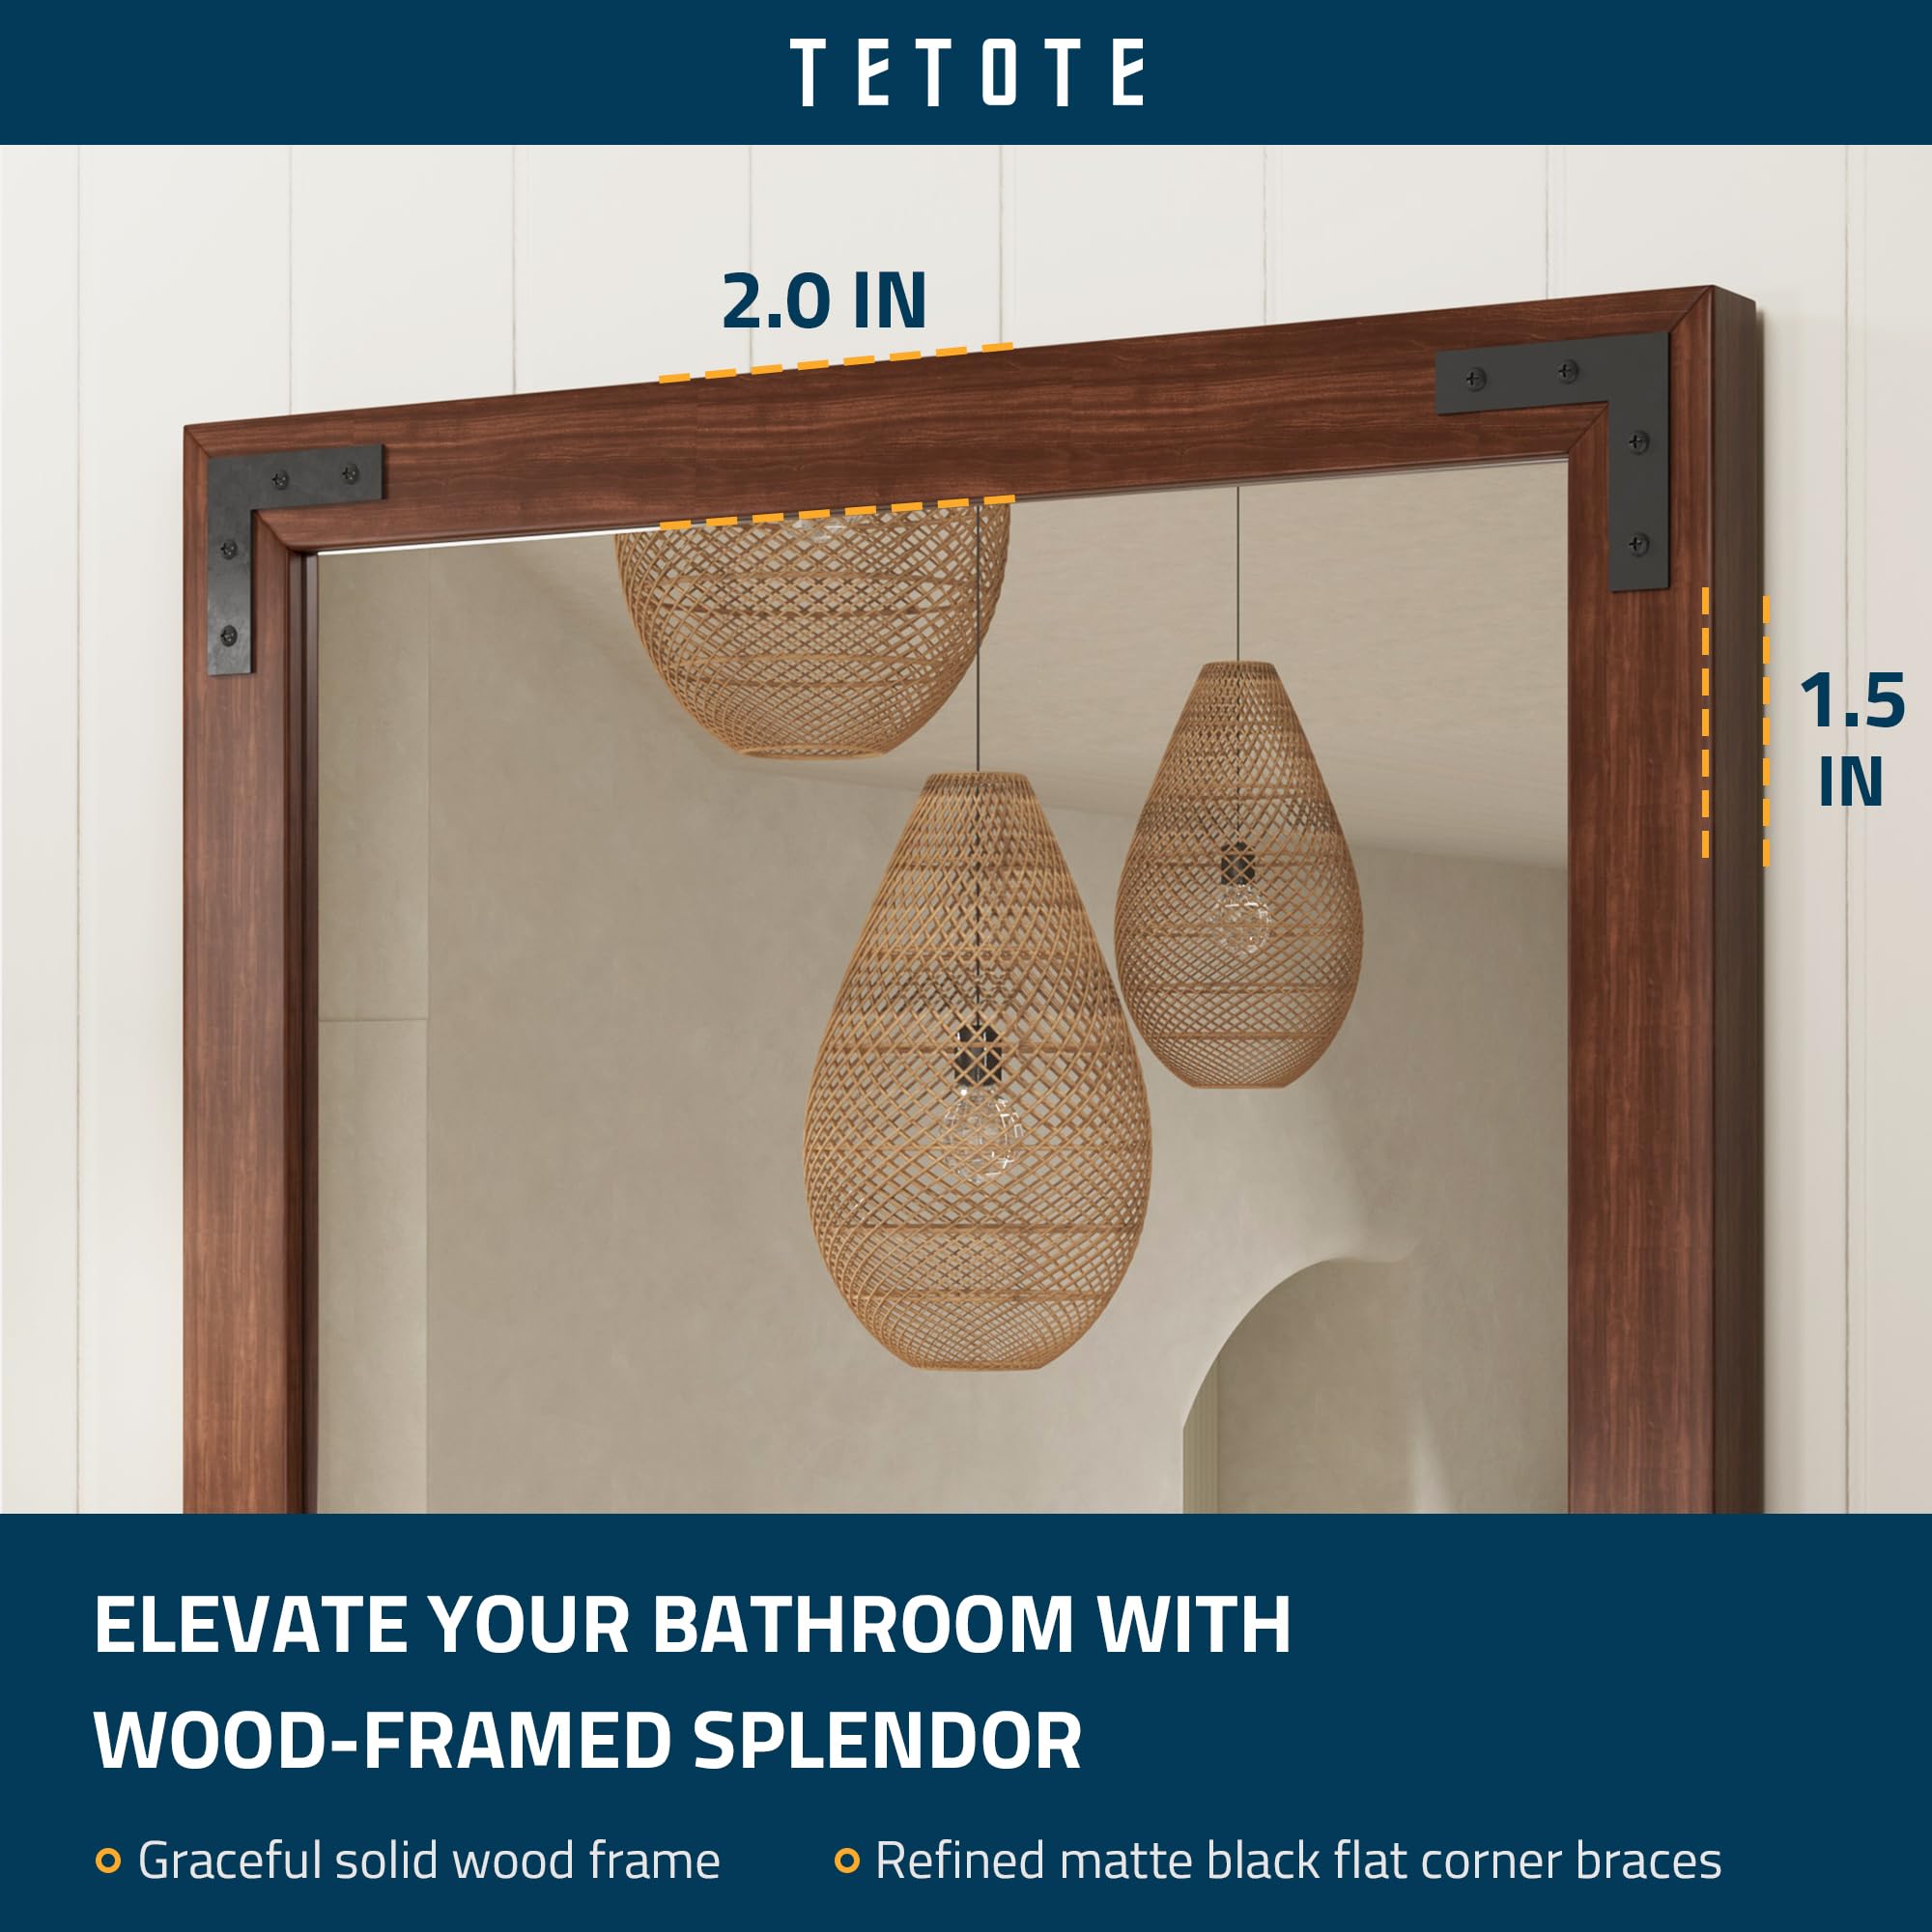 TETOTE
2.0 IN
1.5
IN
ELEVATE YOUR BATHROOM WITH
WOOD-FRAMED SPLENDOR
Graceful solid wood frame
Refined matte black flat corner braces